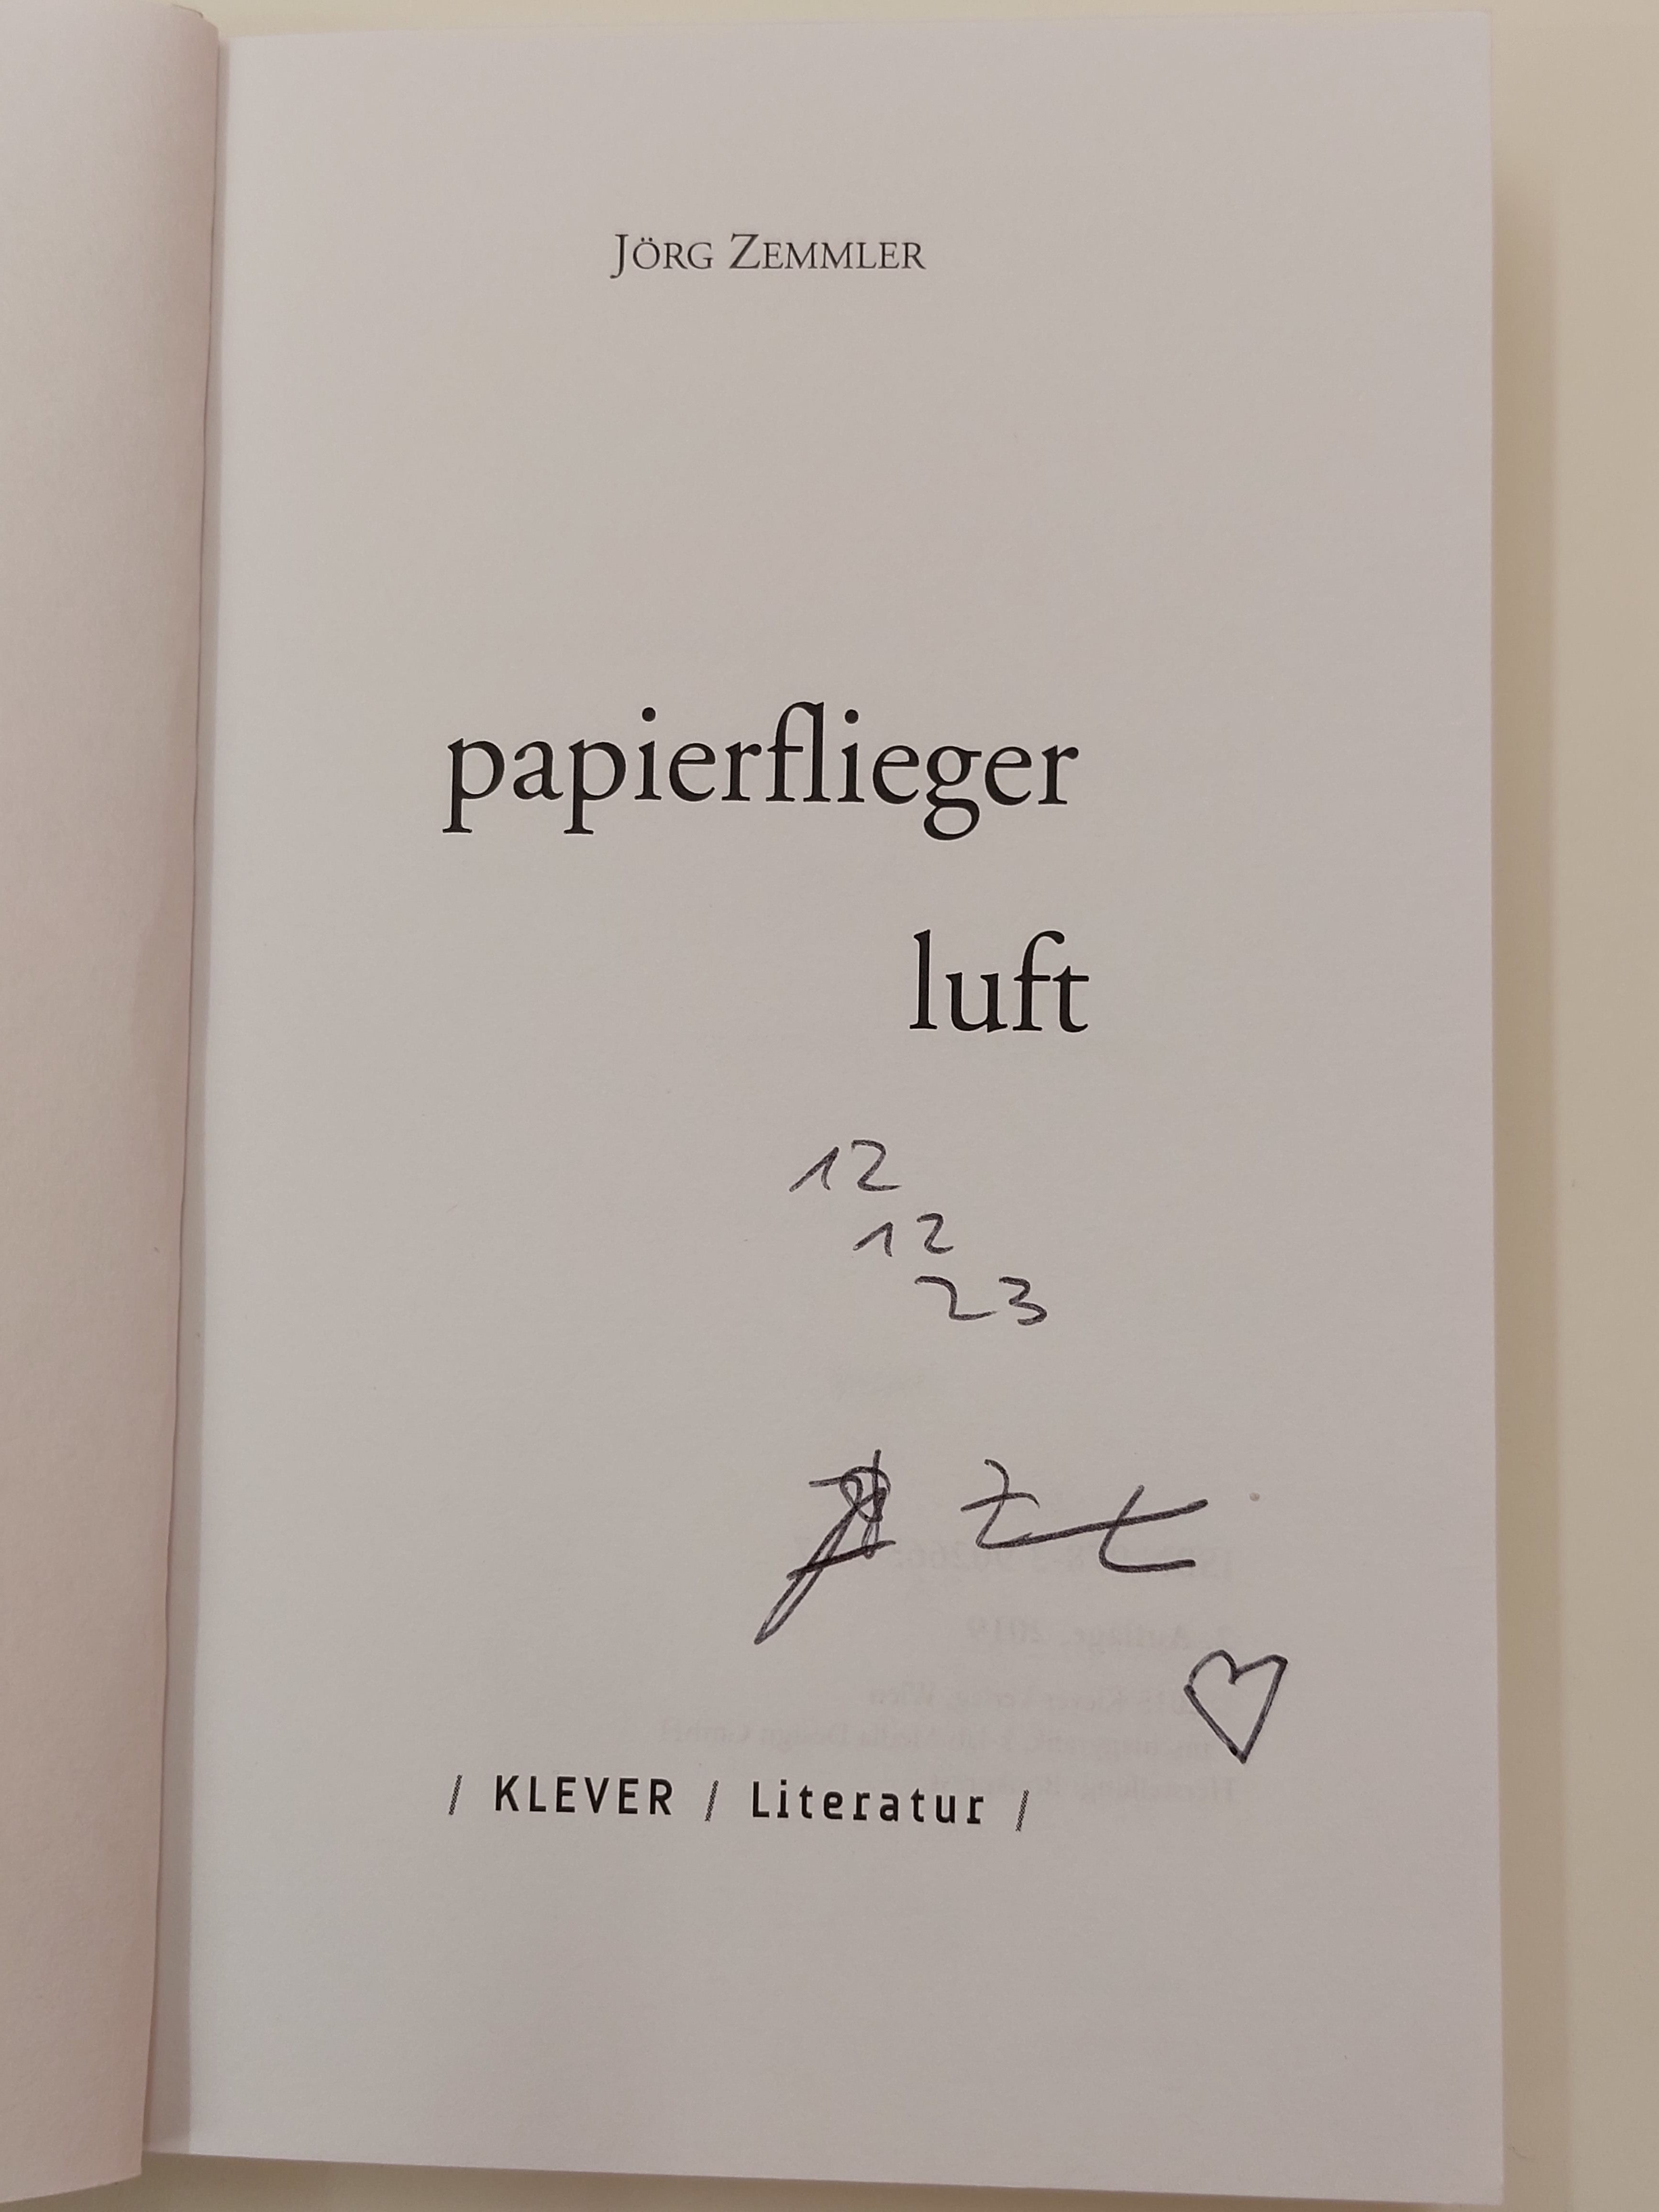 JÖRG ZEMMLER
papierflieger
luft
12
12
23
/ KLEVER / Literatur /